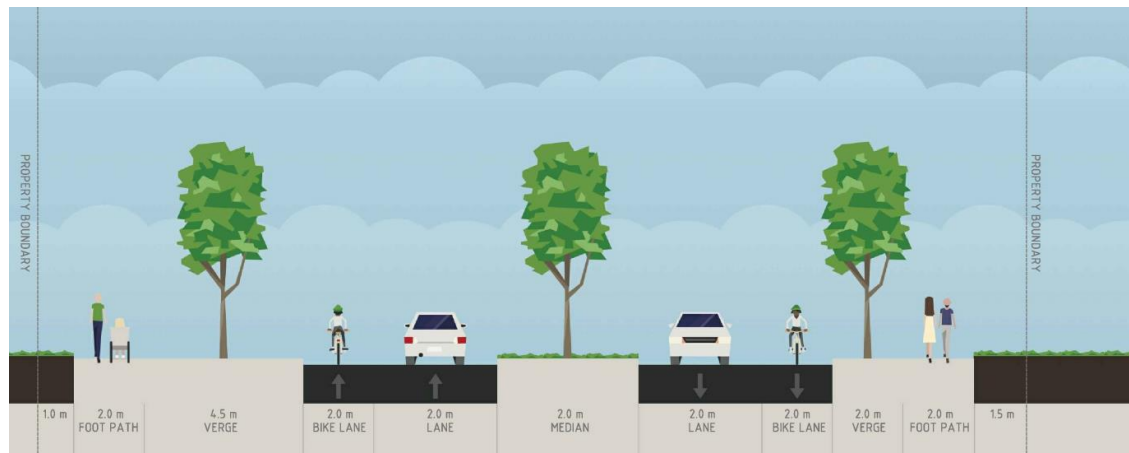 PROPERTY BOUNDARY
PROPERTY BOUNDARY
1.0 m
2.0 m
FOOT PATH
4.5 m
VERGE
2.0 m
BIKE LANE
2.0 m
LANE
2.0 m
MEDIAN
2.0 m
LANE
2.0 m
BIKE LANE
2.0 m
VERGE
2.0 m
FOOT PATH
1.5 m